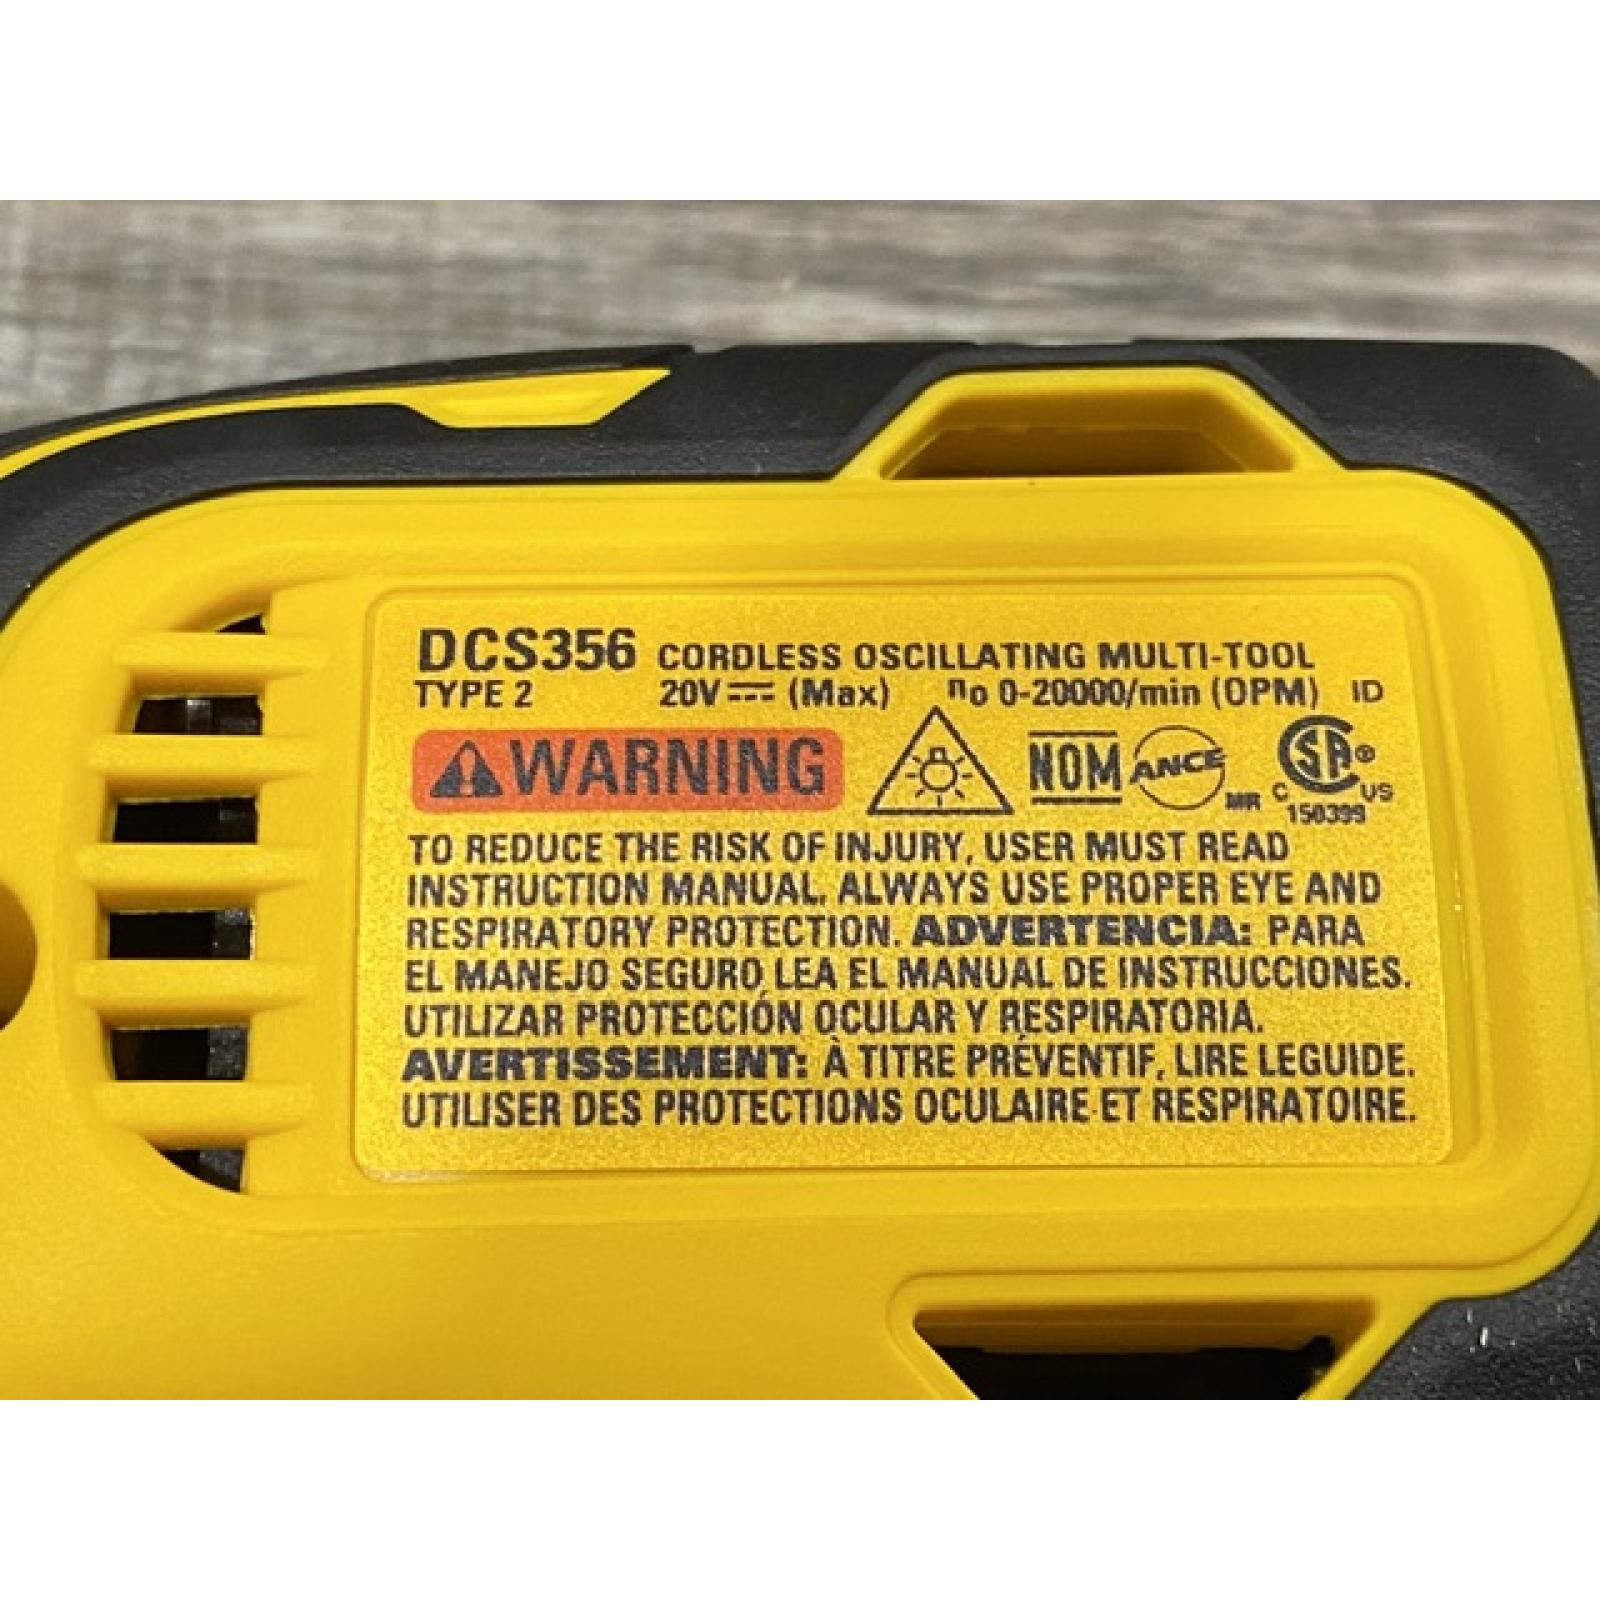 DCS356 CORDLESS OSCILLATING MULTI-TOOL
TYPE 2 20V (Max) no 0-20000/min (OPM) ID
WARNING NOM ANCE MR C SA® US
150399
TO REDUCE THE RISK OF INJURY, USER MUST READ
INSTRUCTION MANUAL. ALWAYS USE PROPER EYE AND
RESPIRATORY PROTECTION. ADVERTENCIA: PARA
EL MANEJO SEGURO LEA EL MANUAL DE INSTRUCCIONES.
UTILIZAR PROTECCIÓN OCULAR Y RESPIRATORIA.
AVERTISSEMENT: À TITRE PRÉVENTIF, LIRE LEGUIDE.
UTILISER DES PROTECTIONS OCULAIRE ET RESPIRATOIRE.